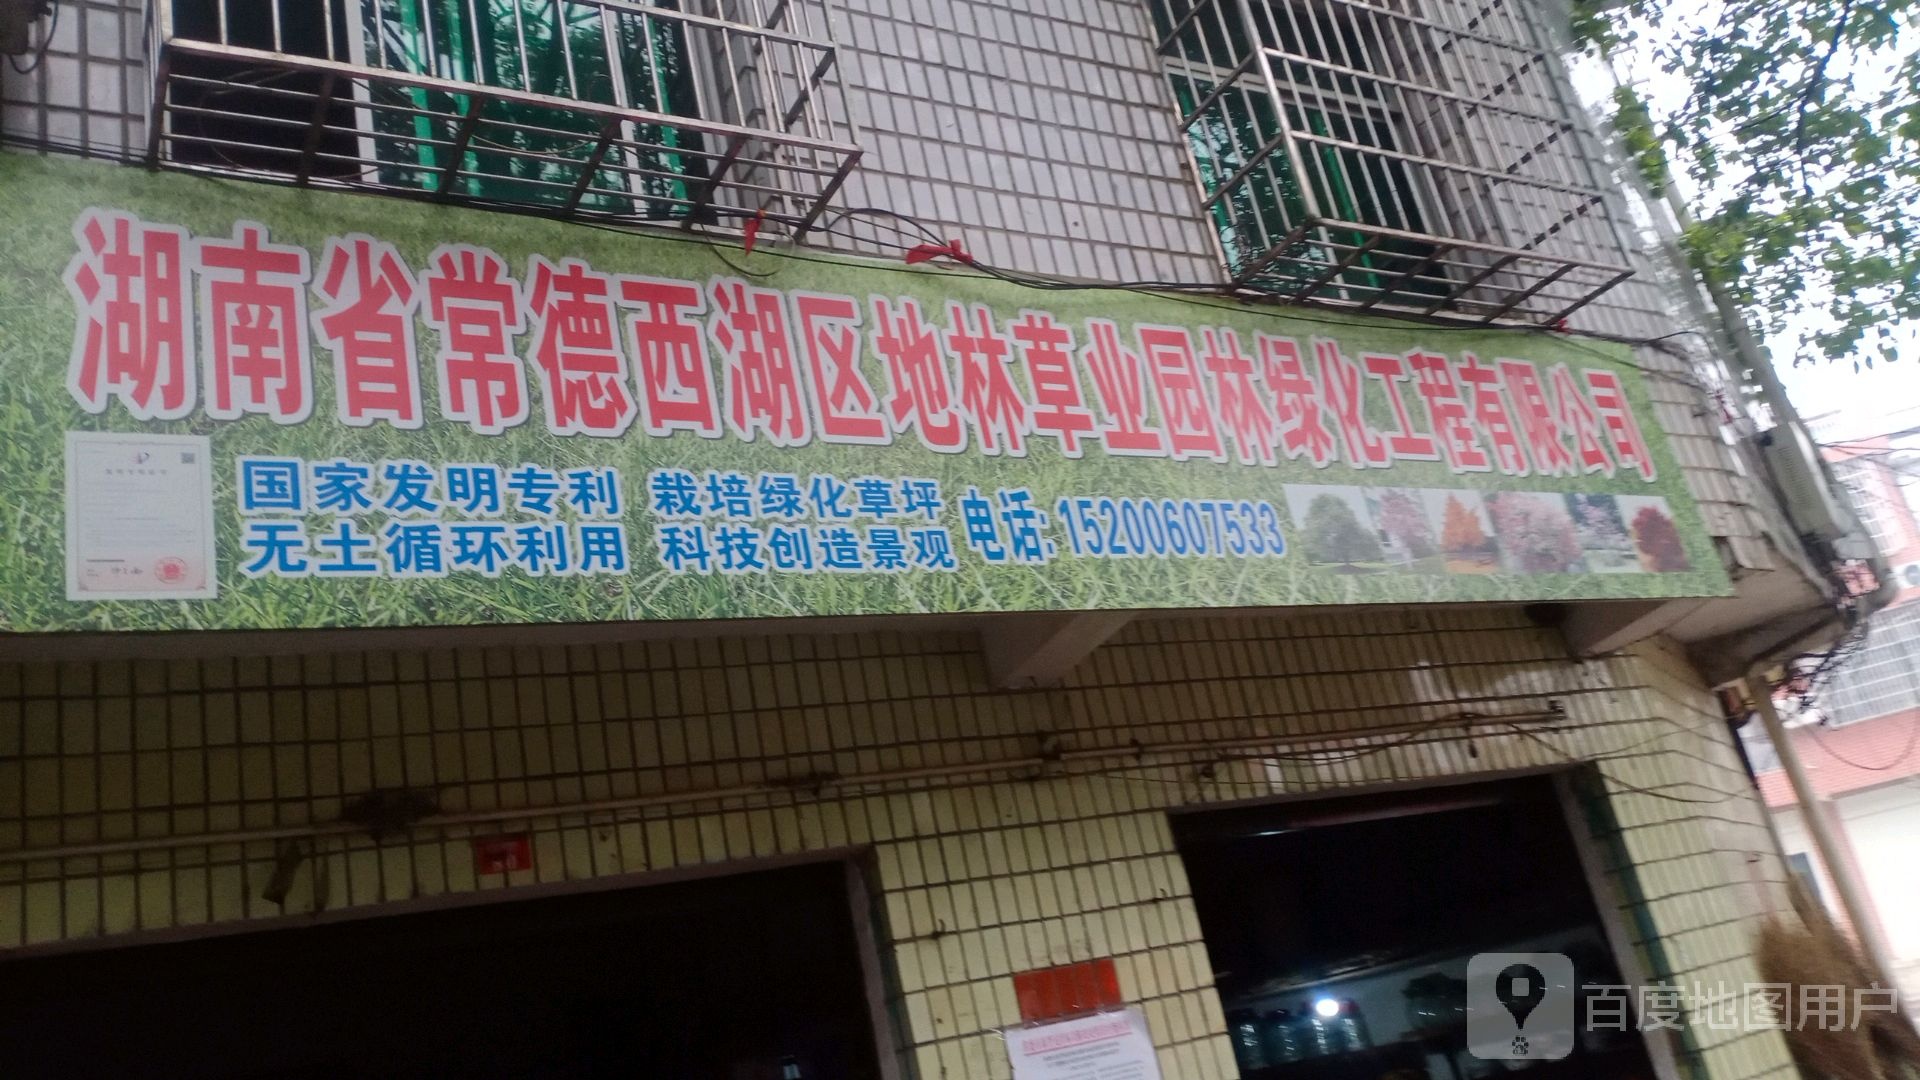 湖南省常德西湖区地林草业园林绿化工程有限公司
国家发明专利 栽培绿化草坪
无土循环利用 科技创造景观
电话:15200607533
百度地图用户